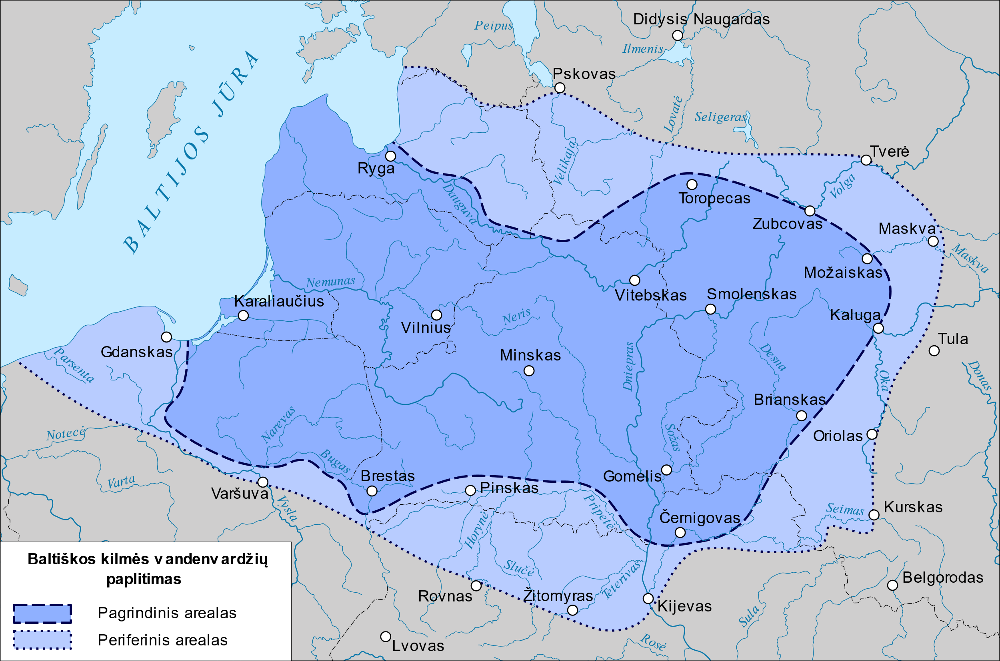 Didysis Naugardas
Peipus
Ilmenis
BALTIJOS JŪRA
Pskovas
Lovatė
Seligeras
Velikaja
Tverė
Ryga
Volga
Dauguva
Toropecas
Zubcovas
Maskva
Maskva
Možaiskas
Nemunas
Karaliaučius
Vitebskas
Smolenskas
Neris
Kaluga
Vilnius
Gdanskas
Parsenta
Minskas
Dniepras
Desna
Tula
Donas
Oka
Brianskas
Narevas
Notecė
Sožas
Oriolas
Bugas
Varta
Brestas
Gomelis
Varšuva
Pinskas
Vysla
Pripetė
Seimas
Kurskas
Horynė
Černigovas
Slučė
Teterivas
Belgorodas
Rovnas
Žitomyras
Kijevas
Sula
Lvovas
Rosė
Baltiškos kilmės vandenvardžių
paplitimas
Pagrindinis arealas
Periferinis arealas